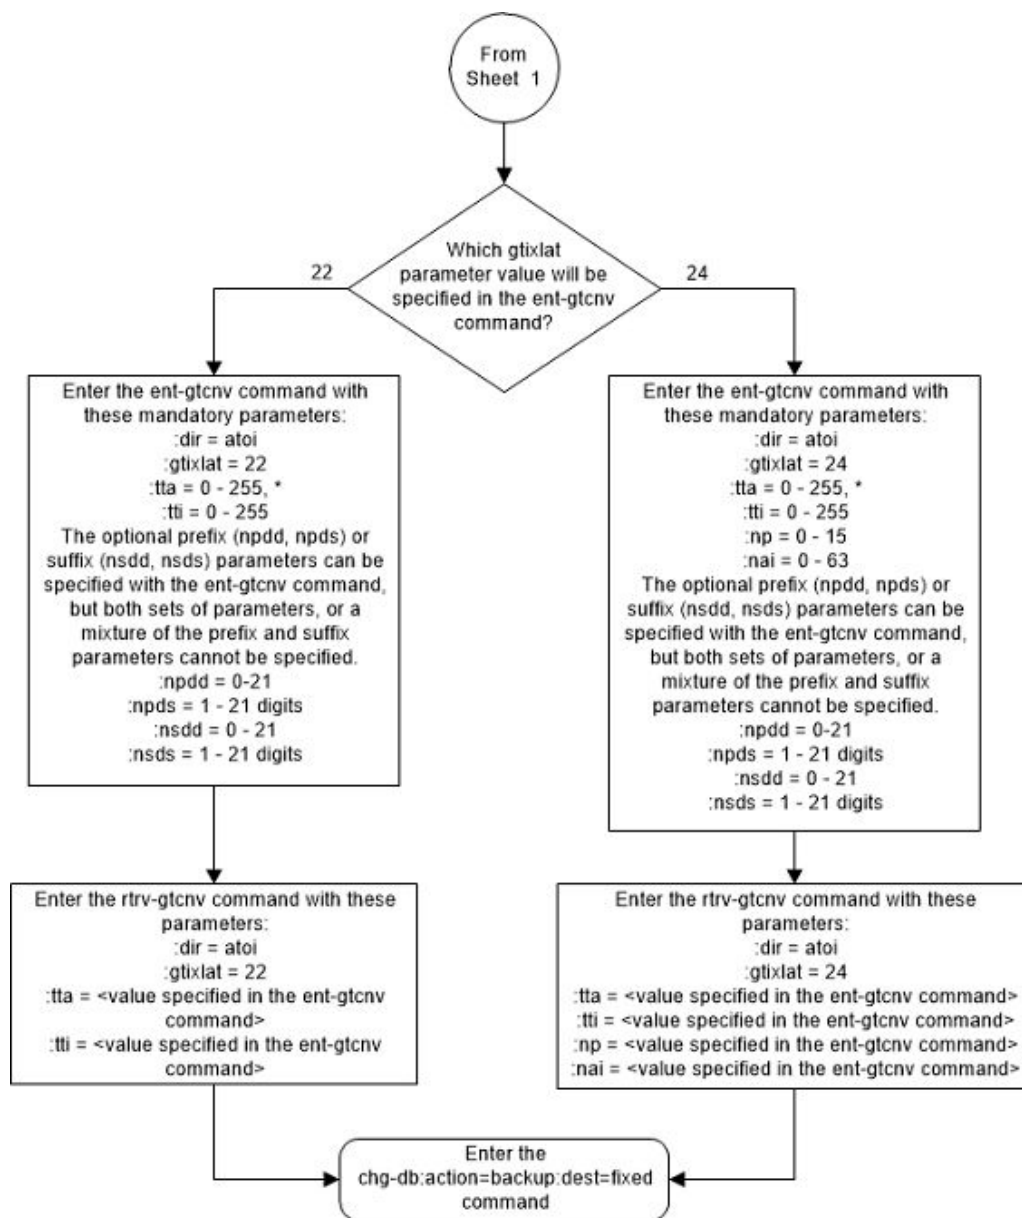 From
Sheet 1
Which gtixlat
parameter value will be
specified in the ent-gtcnv
command?
22
24
Enter the ent-gtcnv command with
these mandatory parameters:
:dir = atoi
:gtixlat = 22
:tta = 0 - 255, *
:tti = 0 - 255
The optional prefix (npdd, npds) or
suffix (nsdd, nsds) parameters can be
specified with the ent-gtcnv command,
but both sets of parameters, or a
mixture of the prefix and suffix
parameters cannot be specified.
:npdd = 0-21
:npds = 1 - 21 digits
:nsdd = 0 - 21
:nsds = 1 - 21 digits
Enter the ent-gtcnv command with
these mandatory parameters:
:dir = atoi
:gtixlat = 24
:tta = 0 - 255, *
:tti = 0 - 255
:np = 0 - 15
:nai = 0 - 63
The optional prefix (npdd, npds) or
suffix (nsdd, nsds) parameters can be
specified with the ent-gtcnv command,
but both sets of parameters, or a
mixture of the prefix and suffix
parameters cannot be specified.
:npdd = 0-21
:npds = 1 - 21 digits
:nsdd = 0 - 21
:nsds = 1 - 21 digits
Enter the rtrv-gtcnv command with these
parameters:
:dir = atoi
:gtixlat = 22
:tta = <value specified in the ent-gtcnv
command>
:tti = <value specified in the ent-gtcnv
command>
Enter the rtrv-gtcnv command with these
parameters:
:dir = atoi
:gtixlat = 24
:tta = <value specified in the ent-gtcnv command>
:tti = <value specified in the ent-gtcnv command>
:np = <value specified in the ent-gtcnv command>
:nai = <value specified in the ent-gtcnv command>
Enter the
chg-db:action=backup:dest=fixed
command